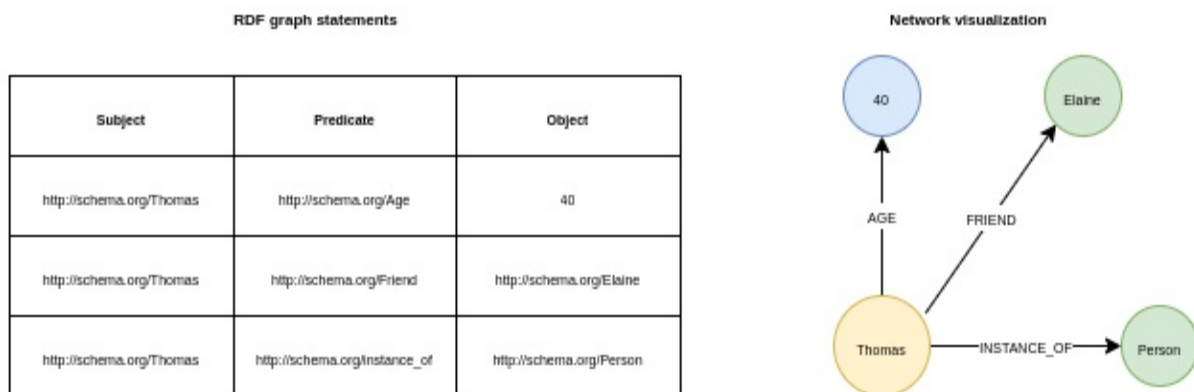 RDF graph statements
Network visualization
Subject Predicate Object
http://schema.org/Thomas http://schema.org/Age 40
http://schema.org/Thomas http://schema.org/Friend http://schema.org/Elaine
http://schema.org/Thomas http://schema.org/instance_of http://schema.org/Person
40
Elaine
AGE
FRIEND
Thomas
INSTANCE_OF
Person